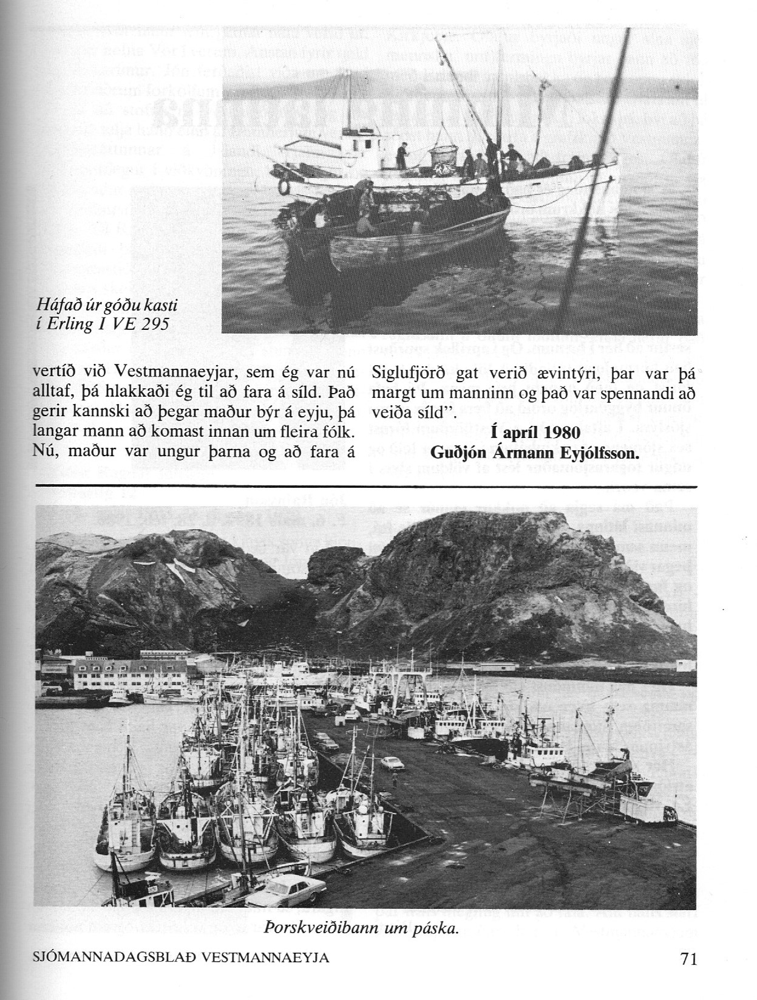 Háfað úr góðu kasti
í Erling I VE 295
vertíð við Vestmannaeyjar, sem ég var nú
alltaf, þá hlakkaði ég til að fara á síld. Það
gerir kannski að þegar maður býr á eyju, þá
langar mann að komast innan um fleira fólk.
Nú, maður var ungur þarna og að fara á
Siglufjörð gat verið ævintýri, þar var þá
margt um manninn og það var spennandi að
veiða síld”.
Í apríl 1980
Guðjón Ármann Eyjólfsson.
Þorskveiðibann um páska.
SJÓMANNADAGSBLAÐ VESTMANNAEYJA
71